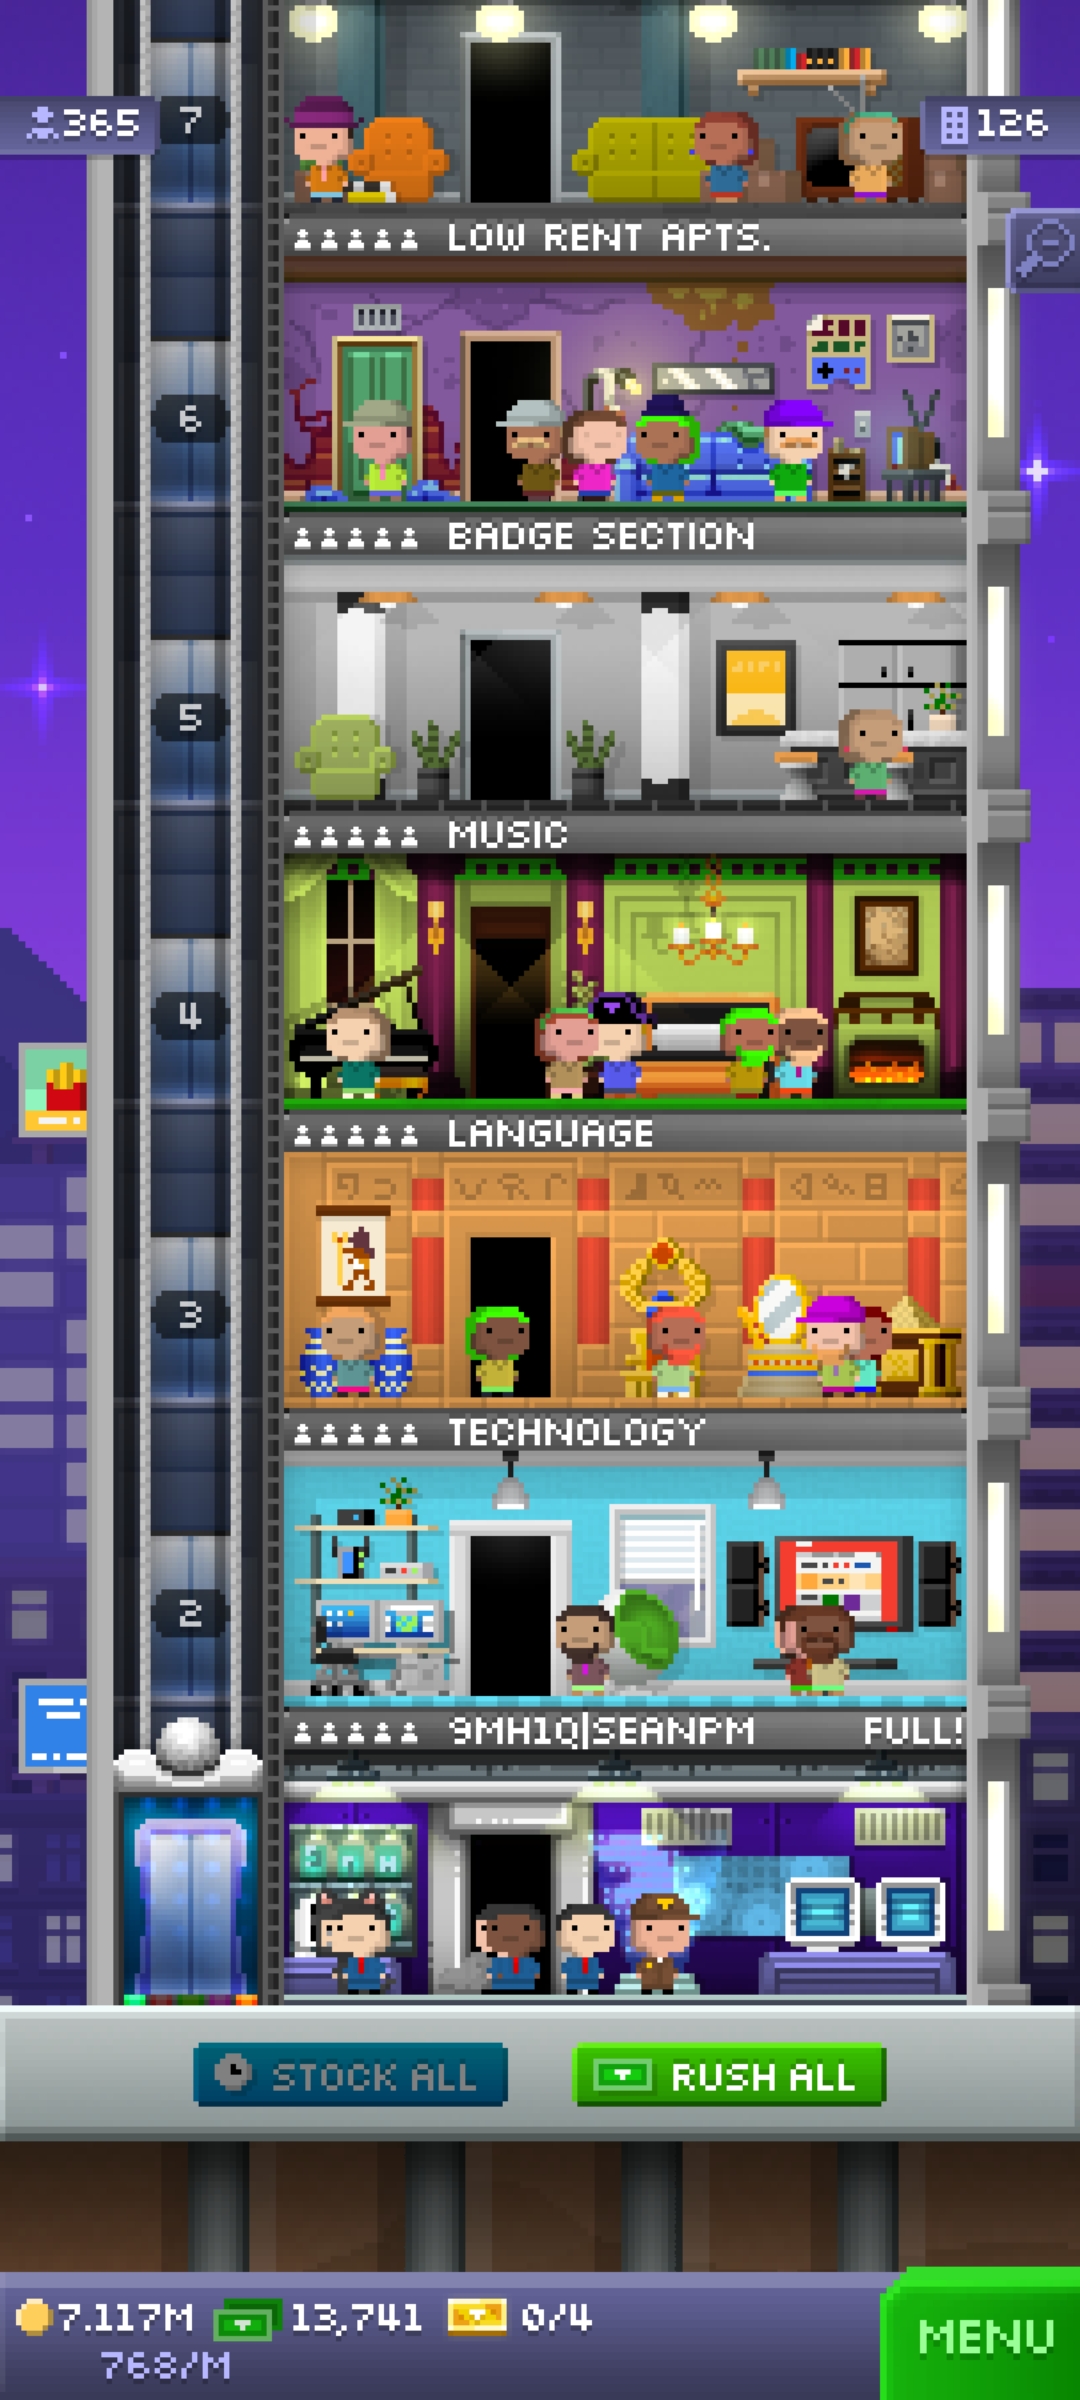 365
7
126
LOW RENT APTS.
6
BADGE SECTION
5
MUSIC
4
LANGUAGE
3
TECHNOLOGY
2
9MH1Q|SEANPM FULL!
STOCK ALL
RUSH ALL
7.117M 13,741 0/4
768/M
MENU